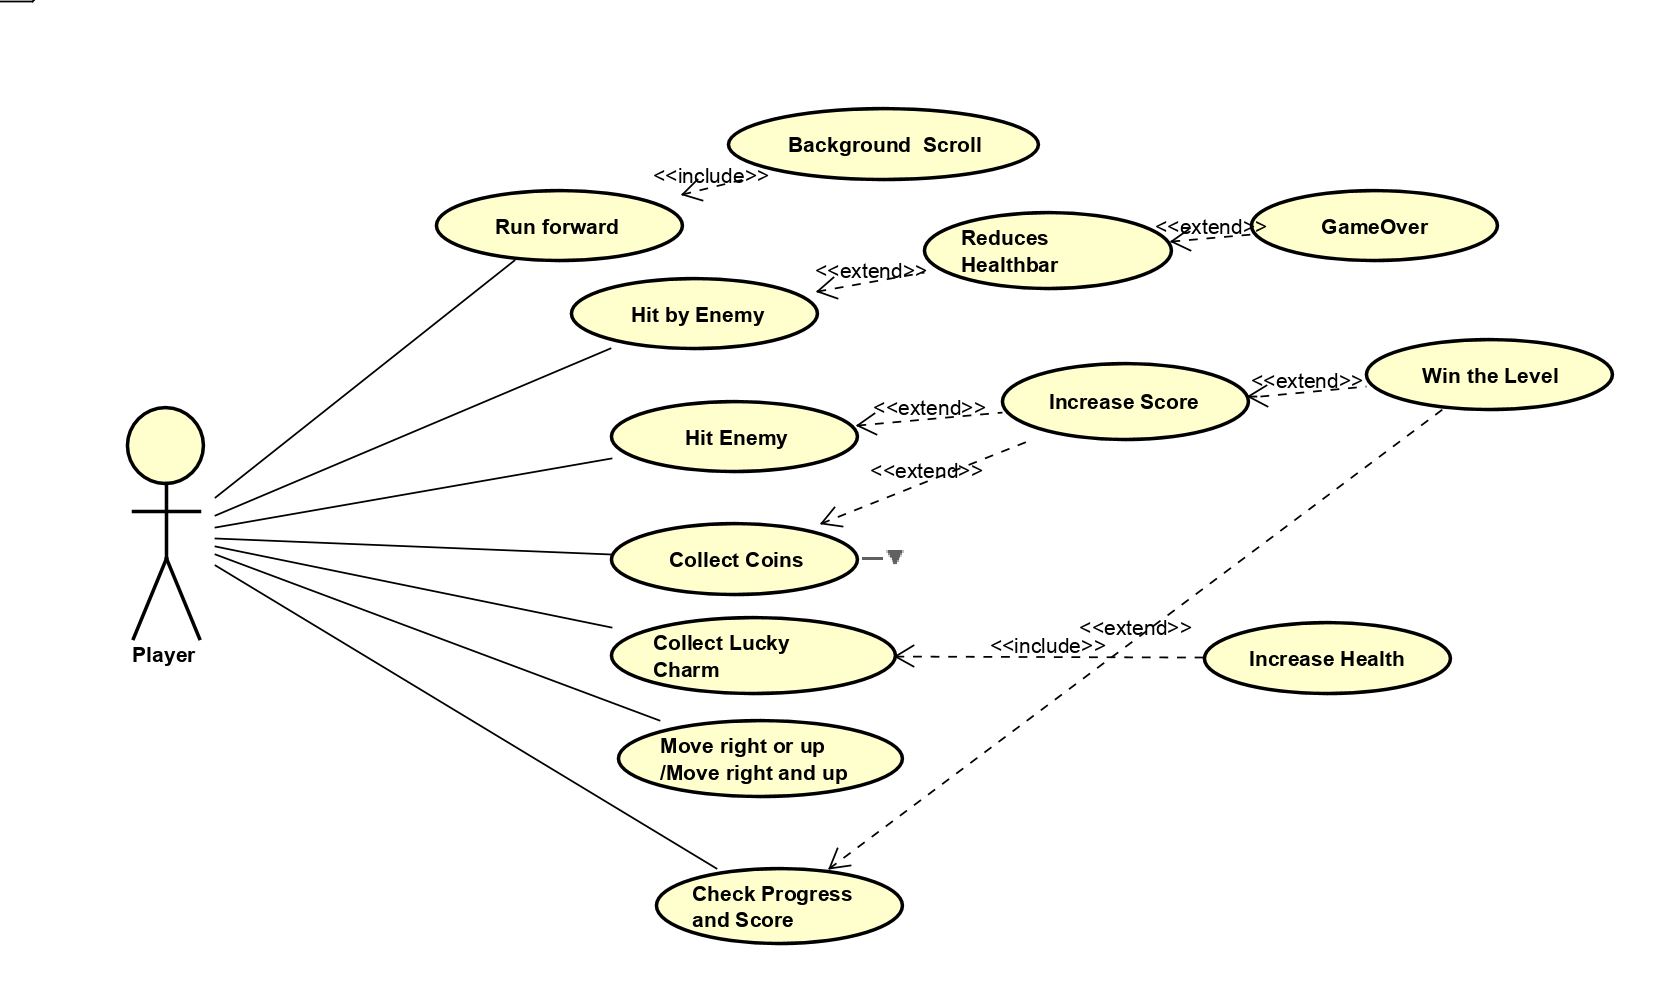 Background  Scroll
<<include>>
Run forward
<<extend>>
GameOver
Reduces
Healthbar
<<extend>>
Hit by Enemy
Win the Level
<<extend>>
Increase Score
<<extend>>
Hit Enemy
<<extend>>
Collect Coins
<<extend>>
Collect Lucky
Charm
<<include>>
Increase Health
Player
Move right or up
/Move right and up
Check Progress
and Score